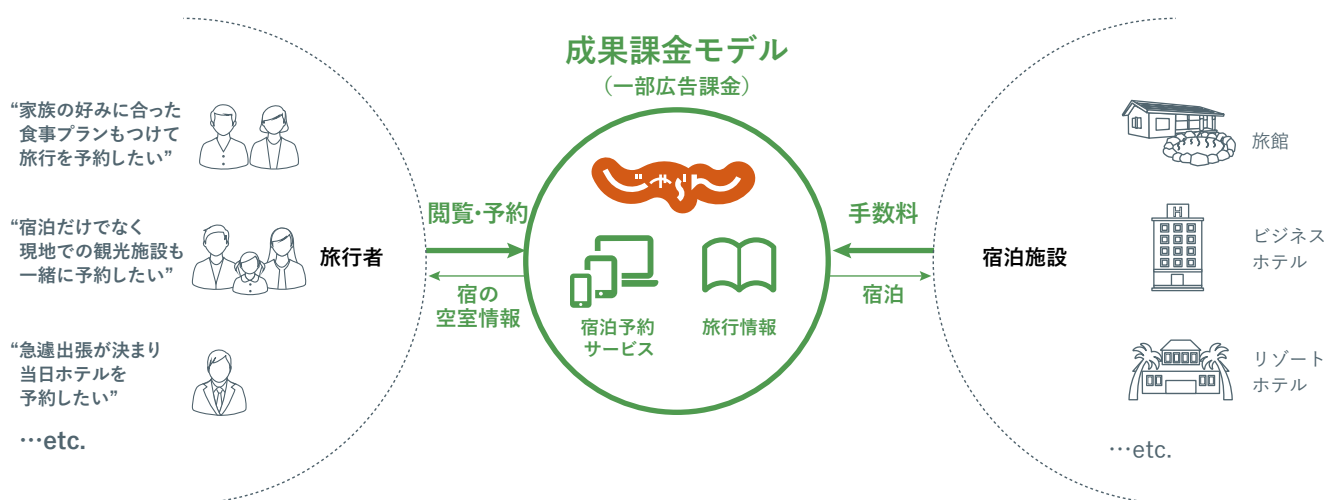 成果課金モデル
（一部広告課金）
“家族の好みに合った
食事プランもつけて
旅行を予約したい”
“宿泊だけでなく
現地での観光施設も
一緒に予約したい”
“急遽出張が決まり
当日ホテルを
予約したい”
…etc.
旅行者
閲覧・予約
宿の
空室情報
じゃらん
宿泊予約
サービス
旅行情報
手数料
宿泊
宿泊施設
旅館
H
ビジネス
ホテル
リゾート
ホテル
…etc.